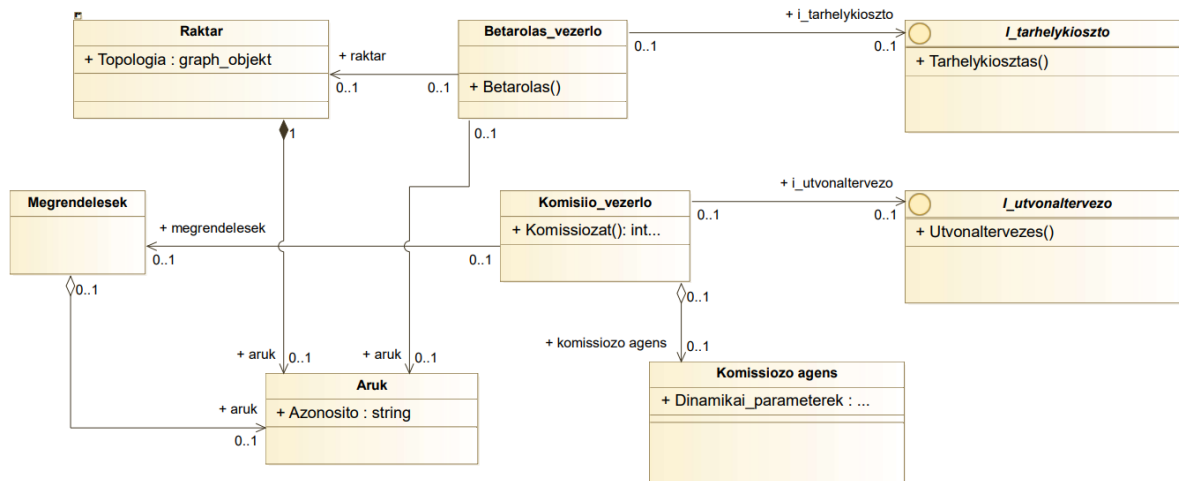 + i_tarhelykioszto
Raktar
Betarolas_vezerlo
I_tarhelykioszto
0..1
0..1
+ Topologia : graph_objekt
+ raktar
+ Tarhelykiosztas()
0..1
0..1
+ Betarolas()
1
0..1
+ i_utvonaltervezo
Megrendelesek
Komisiio_vezerlo
I_utvonaltervezo
0..1
0..1
+ megrendelesek
+ Komissiozat(): int...
+ Utvonaltervezes()
0..1
0..1
0..1
0..1
+ komissiozo agens
0..1
+ aruk
0..1
+ aruk
0..1
Aruk
Komissiozo agens
+ aruk
+ Azonosito : string
+ Dinamikai_parameterek : ...
0..1